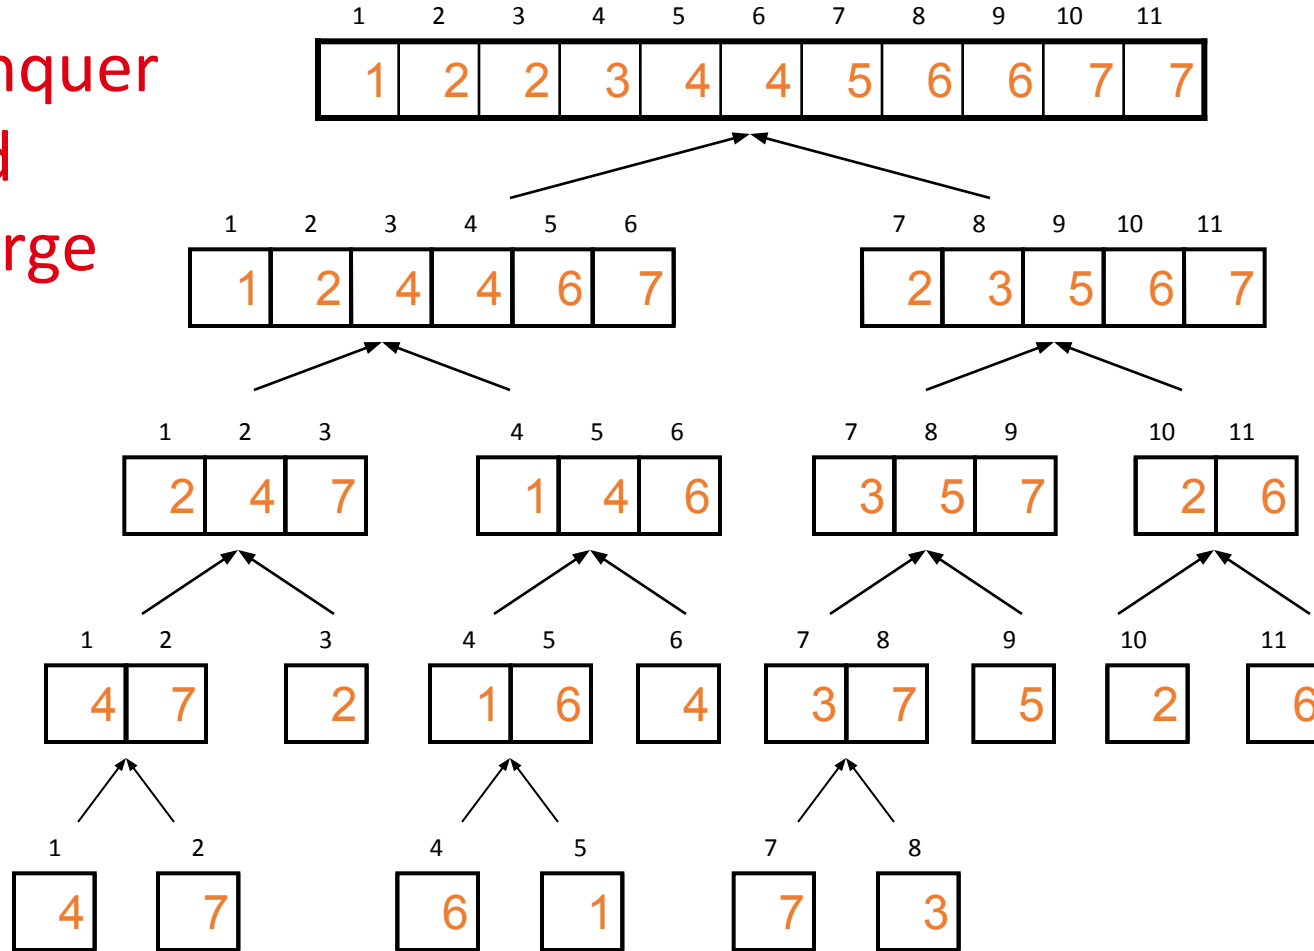 nquer
d
rge
1 2 3 4 5 6 7 8 9 10 11
1 2 2 3 4 4 5 6 6 7 7
1 2 3 4 5 6 7 8 9 10 11
1 2 4 4 6 7 2 3 5 6 7
1 2 3 4 5 6 7 8 9 10 11
2 4 7 1 4 6 3 5 7 2 6
1 2 3 4 5 6 7 8 9 10 11
4 7 2 1 6 4 3 7 5 2 6
1 2 4 5 7 8
4 7 6 1 7 3